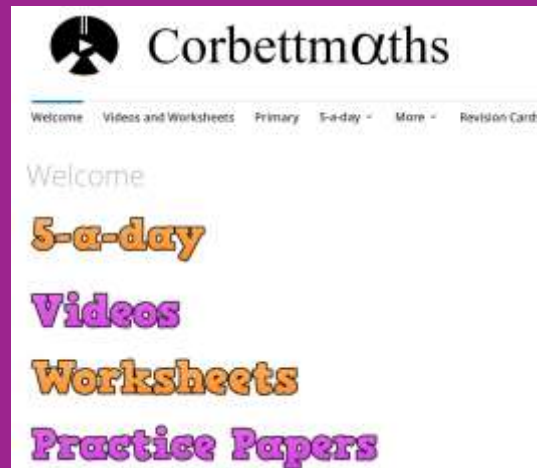 Corbettmαths
Welcome Videos and Worksheets Primary 5-a-day More Revision Cards
Welcome
5-a-day
Videos
Worksheets
Practice Papers